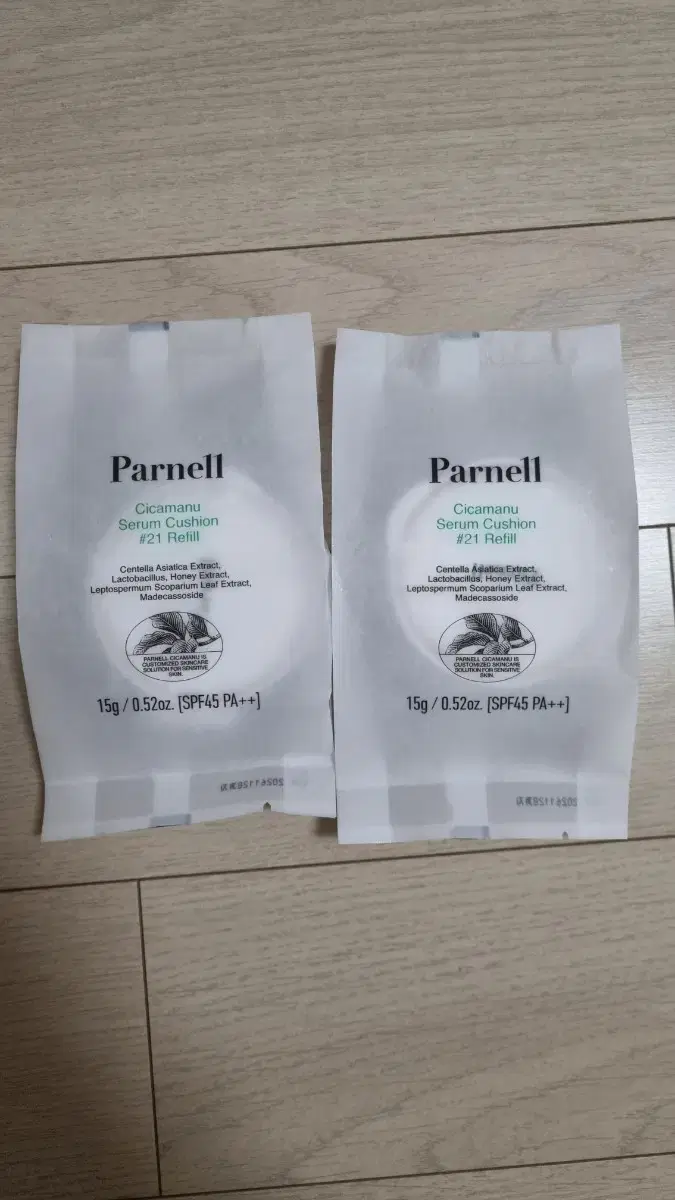 Parnell
Cicamanu
Serum Cushion
#21 Refill
Centella Asiatica Extract,
Lactobacillus, Honey Extract,
Leptospermum Scoparium Leaf Extract,
Madecassoside
PARNELL CICAMANU IS
CUSTOMIZED SKINCARE
SOLUTION FOR SENSITIVE
SKIN.
15g / 0.52oz. [SPF45 PA++]
20261126
Parnell
Cicamanu
Serum Cushion
#21 Refill
Centella Asiatica Extract,
Lactobacillus, Honey Extract,
Leptospermum Scoparium Leaf Extract,
Madecassoside
PARNELL CICAMANU IS
CUSTOMIZED SKINCARE
SOLUTION FOR SENSITIVE
SKIN.
15g / 0.52oz. [SPF45 PA++]
20261126